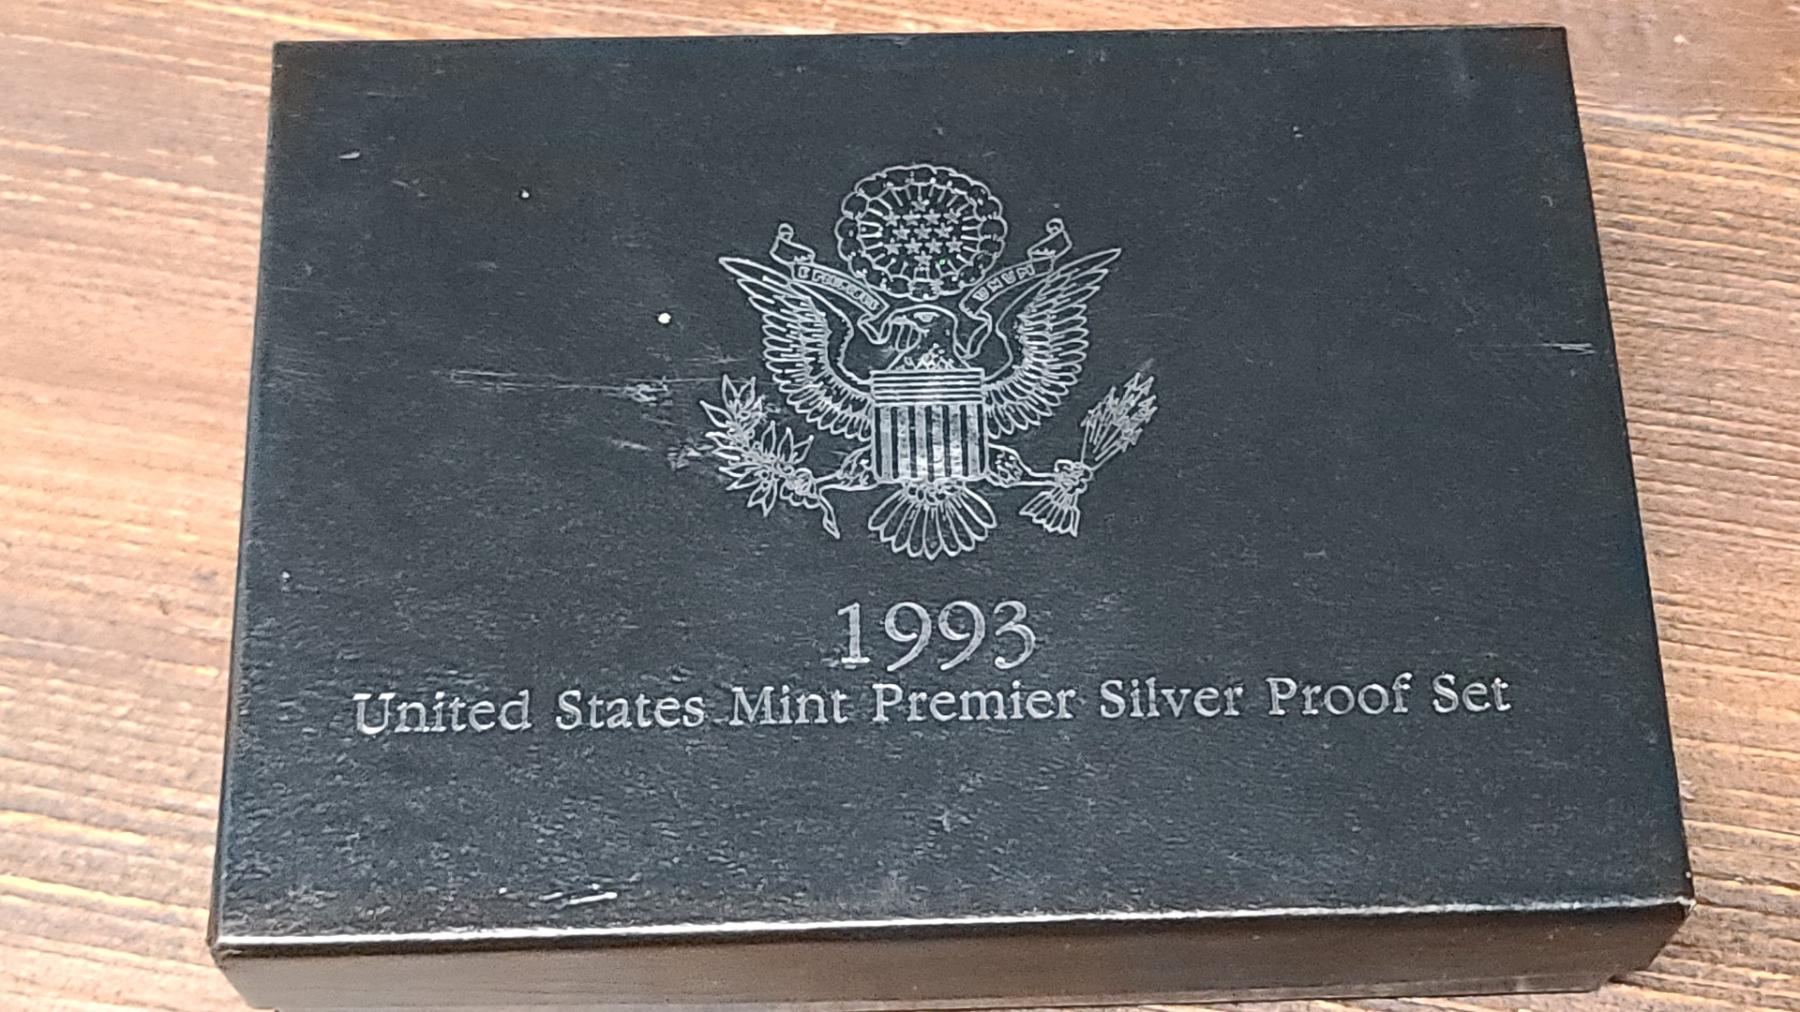 1993
United States Mint Premier Silver Proof Set